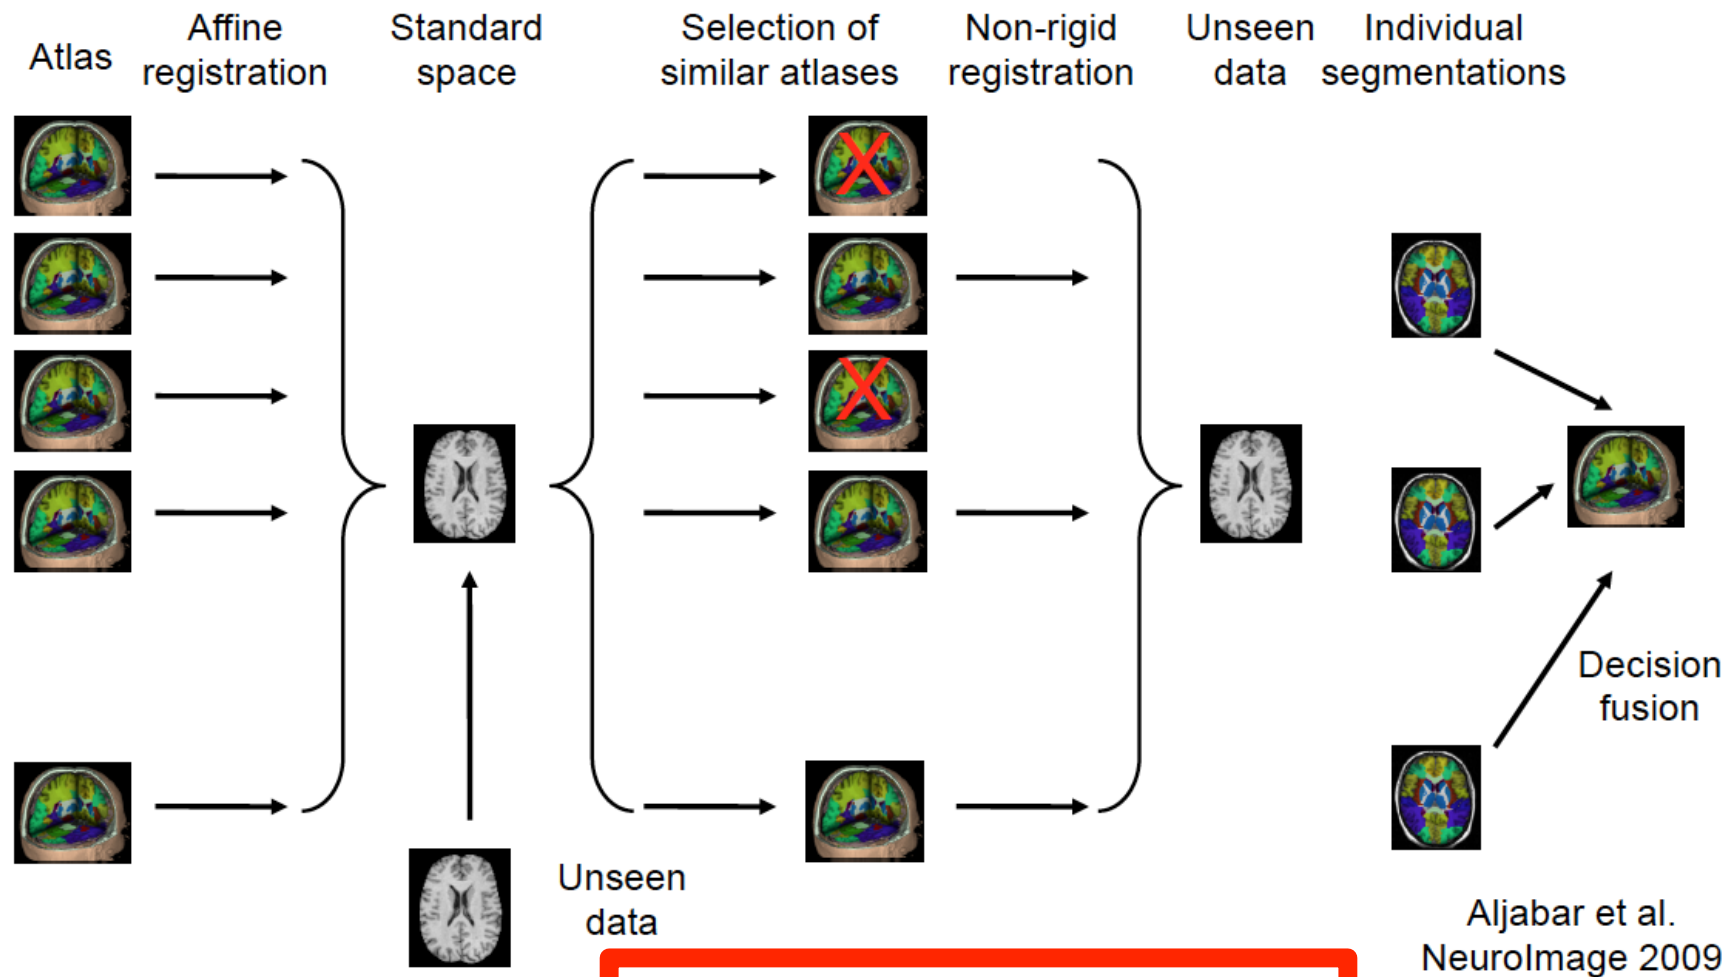 Atlas
Affine
registration
Standard
space
Selection of
similar atlases
Non-rigid
registration
Unseen
data
Individual
segmentations
Decision
fusion
Unseen
data
Aljabar et al.
NeuroImage 2009